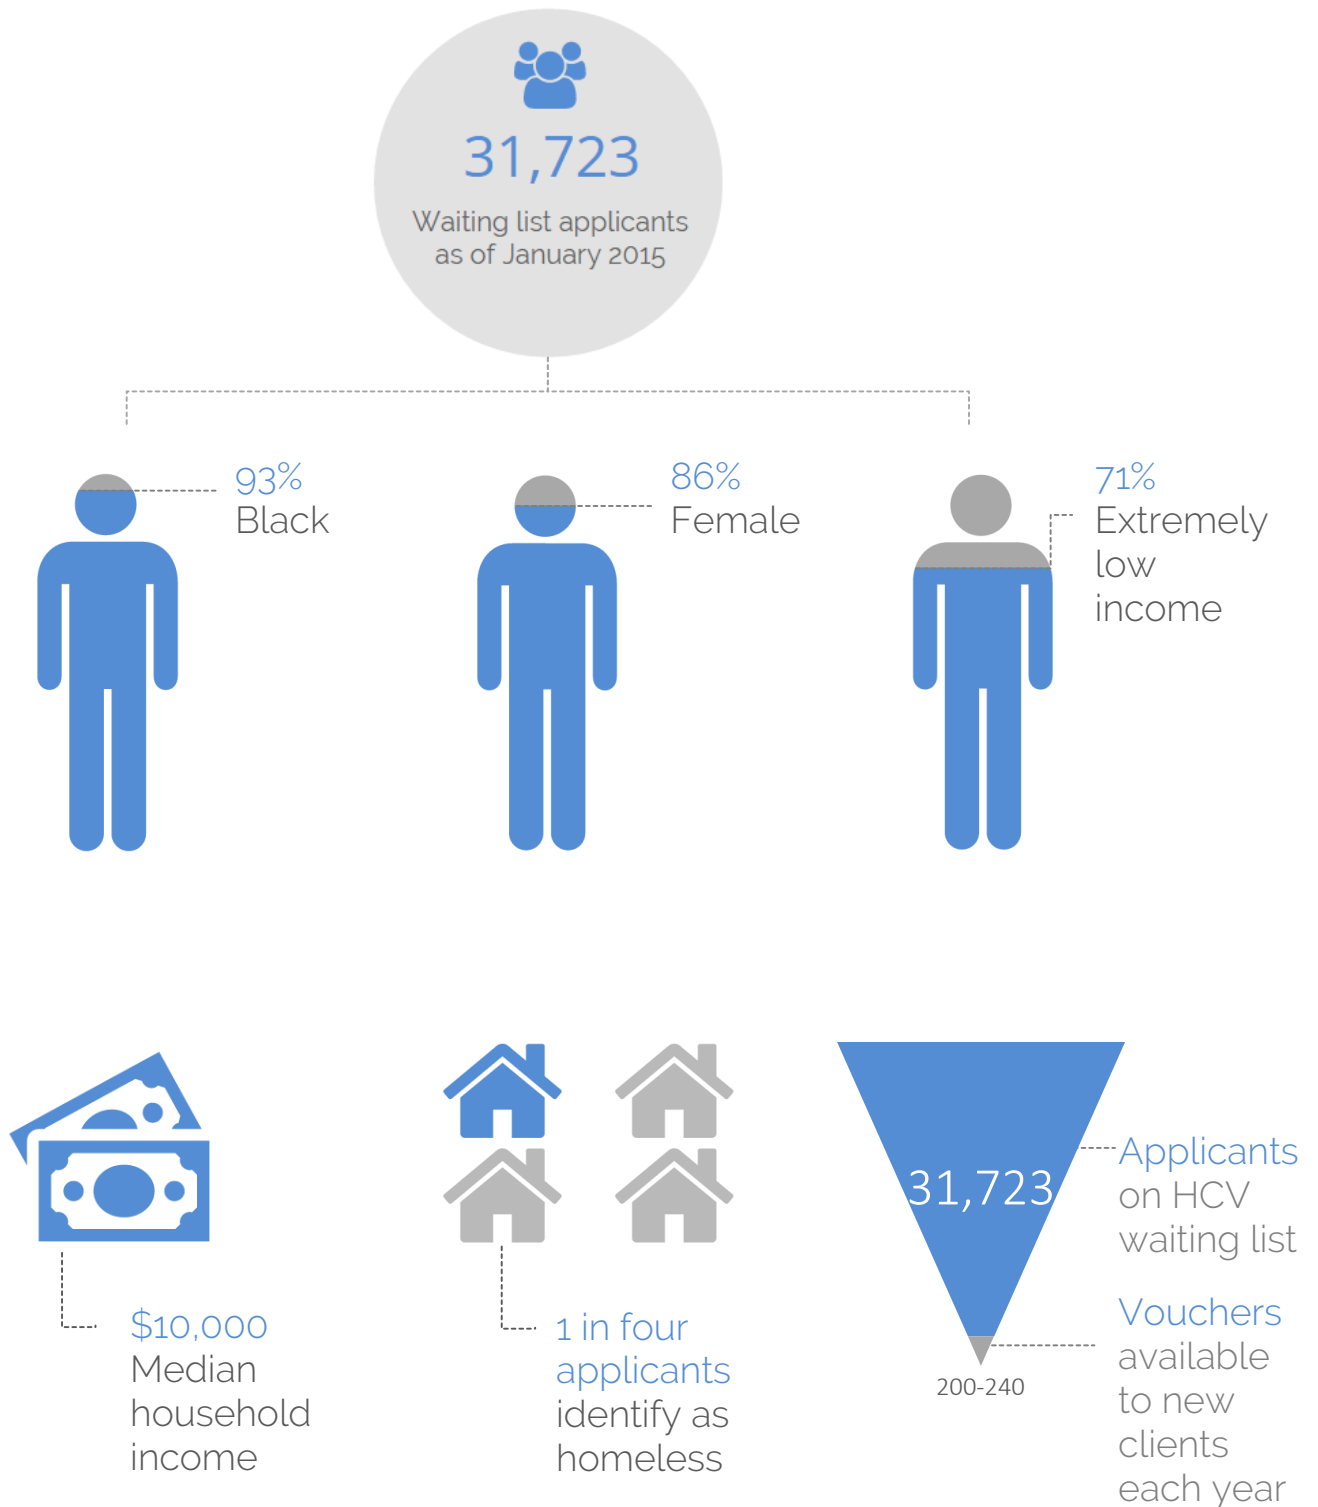 31,723
Waiting list applicants
as of January 2015
93%
Black
86%
Female
71%
Extremely
low
income
$10,000
Median
household
income
1 in four
applicants
identify as
homeless
31,723
Applicants
on HCV
waiting list
Vouchers
available
to new
clients
each year
200-240